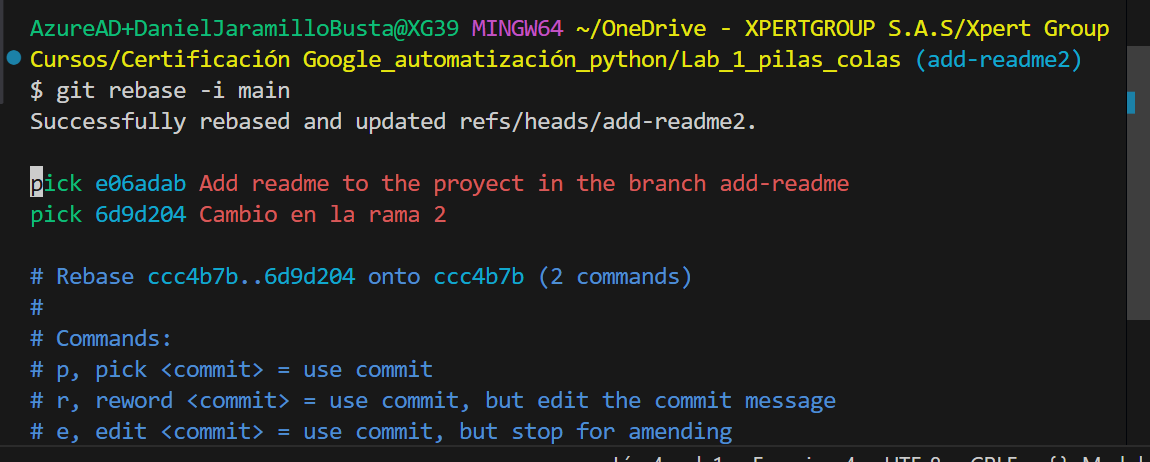 AzureAD+DanielJaramilloBusta@XG39 MINGW64 ~/OneDrive - XPERTGROUP S.A.S/Xpert Group
Cursos/Certificación Google_automatización_python/Lab_1_pilas_colas (add-readme2)
$ git rebase -i main
Successfully rebased and updated refs/heads/add-readme2.
pick e06adab Add readme to the proyect in the branch add-readme
pick 6d9d204 Cambio en la rama 2
# Rebase ccc4b7b..6d9d204 onto ccc4b7b (2 commands)
#
# Commands:
# p, pick <commit> = use commit
# r, reword <commit> = use commit, but edit the commit message
# e, edit <commit> = use commit, but stop for amending